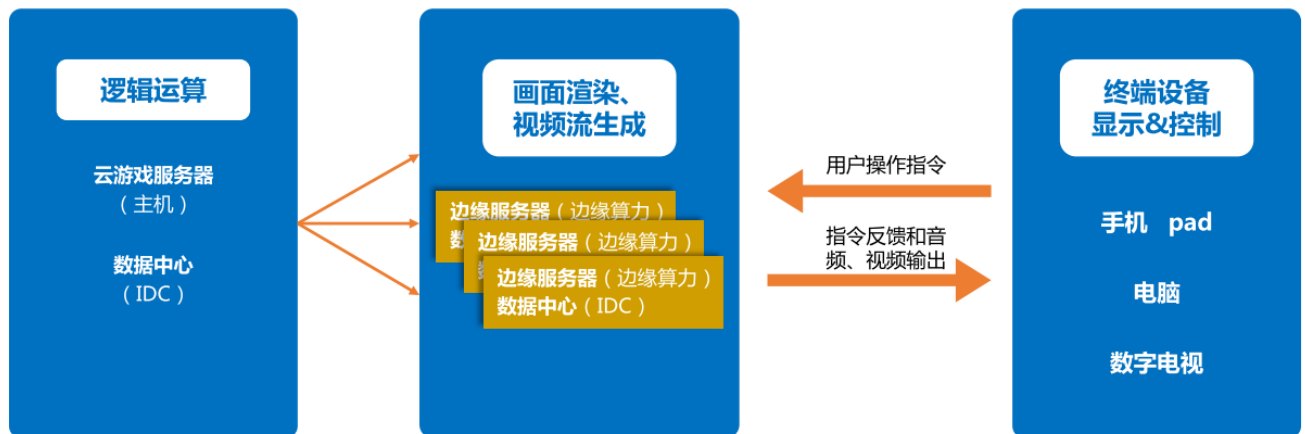 逻辑运算
云游戏服务器
（主机）
数据中心
（IDC）
画面渲染、
视频流生成
边缘服务器（边缘算力）
边缘服务器（边缘算力）
边缘服务器（边缘算力）
数据中心（IDC）
用户操作指令
指令反馈和音
频、视频输出
终端设备
显示&控制
手机 pad
电脑
数字电视